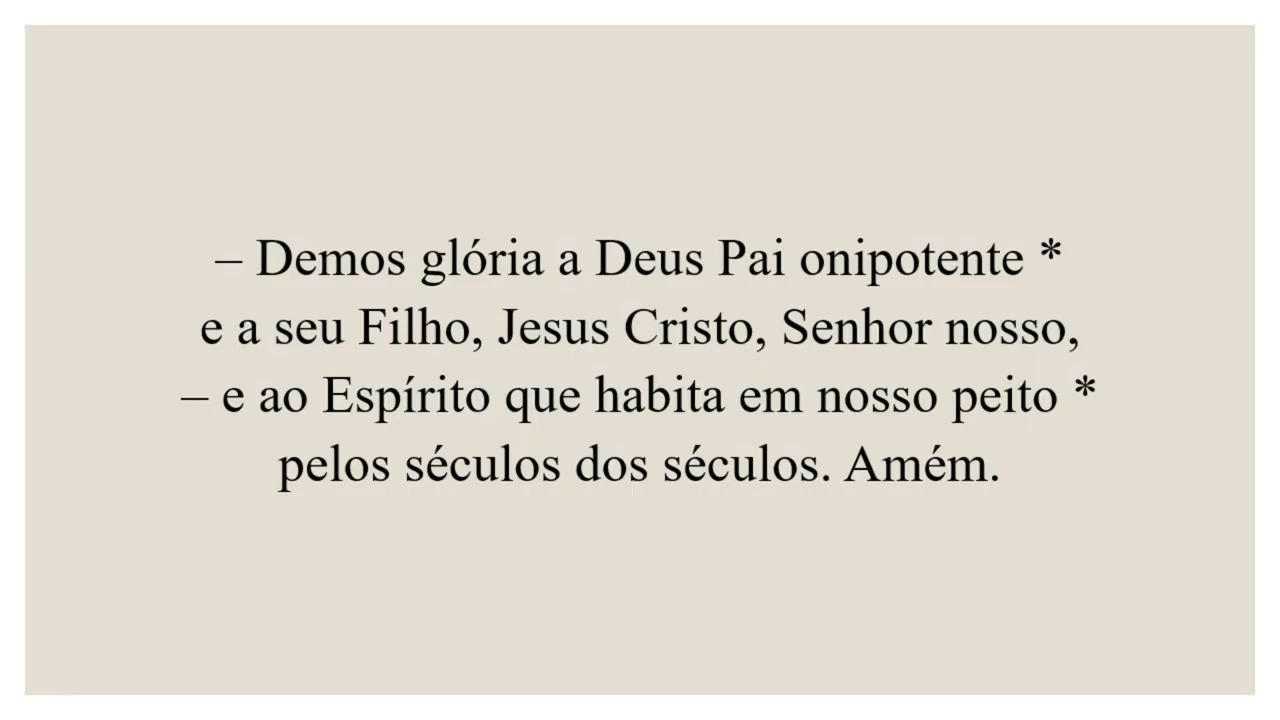 – Demos glória a Deus Pai onipotente *
e a seu Filho, Jesus Cristo, Senhor nosso,
– e ao Espírito que habita em nosso peito *
pelos séculos dos séculos. Amém.